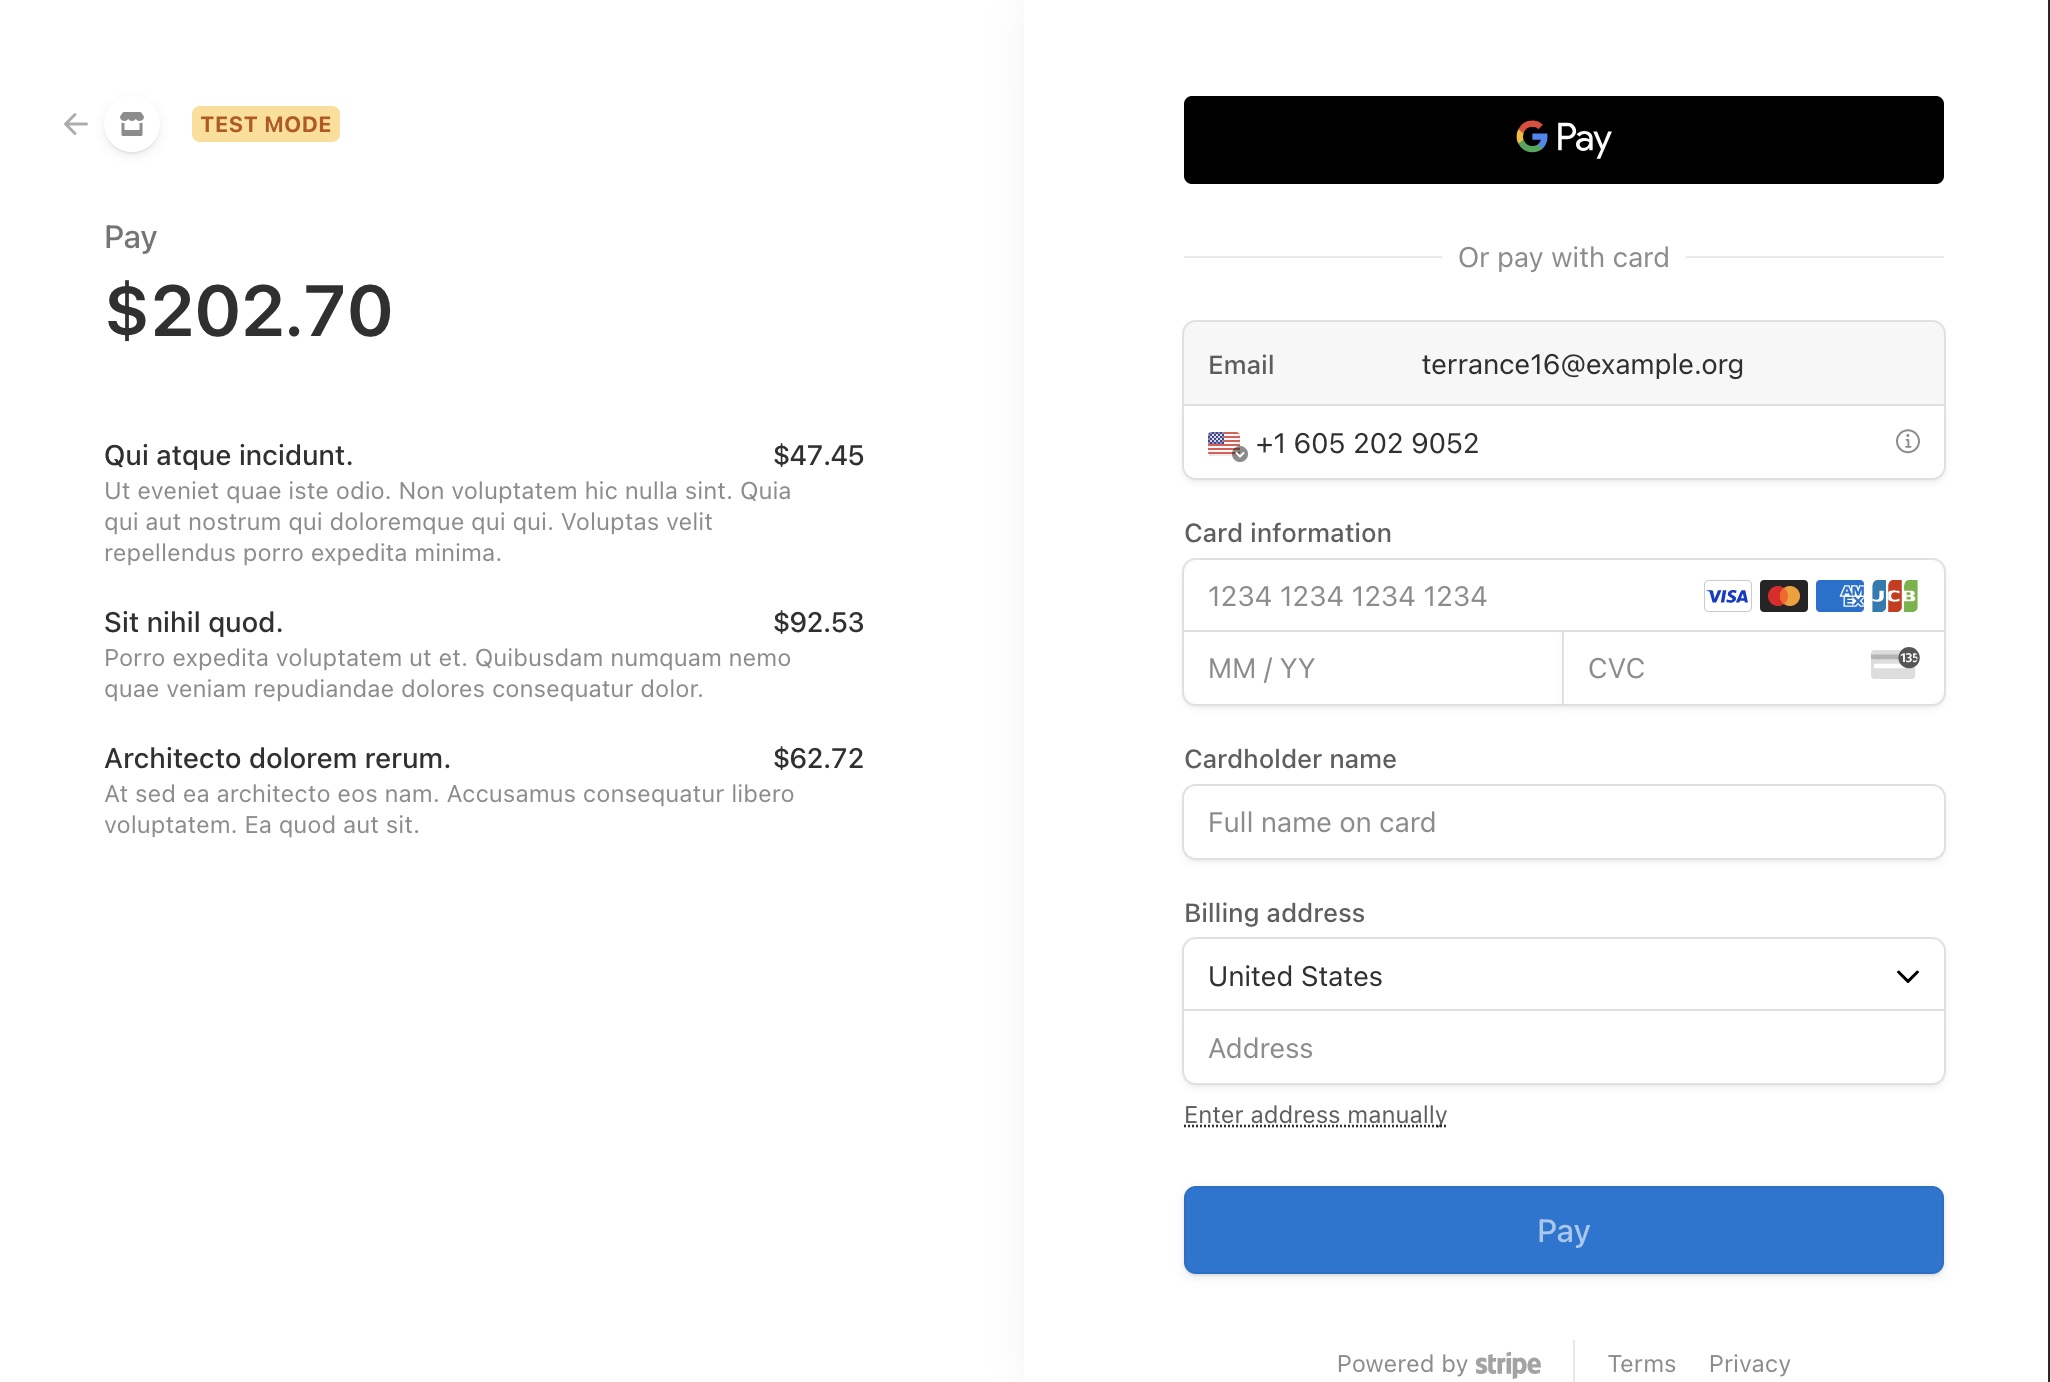 TEST MODE
Pay
$202.70
Qui atque incidunt. $47.45
Ut eveniet quae iste odio. Non voluptatem hic nulla sint. Quia
qui aut nostrum qui doloremque qui qui. Voluptas velit
repellendus porro expedita minima.
Sit nihil quod. $92.53
Porro expedita voluptatem ut et. Quibusdam numquam nemo
quae veniam repudiandae dolores consequatur dolor.
Architecto dolorem rerum. $62.72
At sed ea architecto eos nam. Accusamus consequatur libero
voluptatem. Ea quod aut sit.
G Pay
Or pay with card
Email terrance16@example.org
+1 605 202 9052
Card information
1234 1234 1234 1234 VISA AMEX JCB
MM / YY CVC 135
Cardholder name
Full name on card
Billing address
United States
Address
Enter address manually
Pay
Powered by stripe Terms Privacy